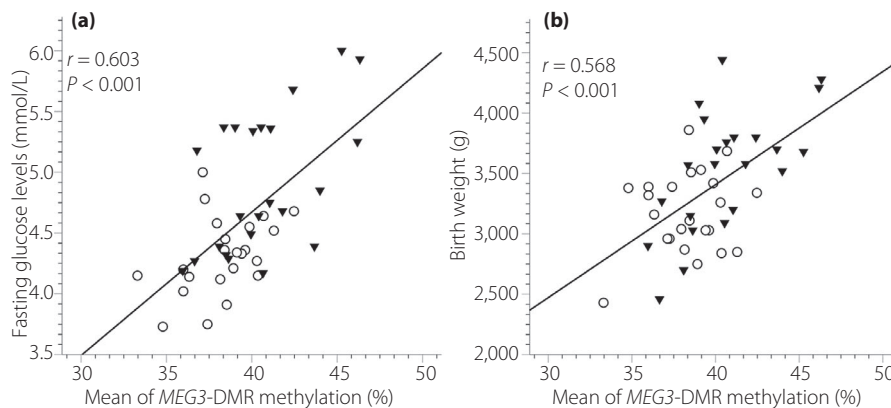 (a)
r = 0.603
P < 0.001
Fasting glucose levels (mmol/L)
6.0
5.5
5.0
4.5
4.0
3.5
30 35 40 45 50
Mean of MEG3-DMR methylation (%)
(b)
r = 0.568
P < 0.001
Birth weight (g)
4,500
4,000
3,500
3,000
2,500
2,000
30 35 40 45 50
Mean of MEG3-DMR methylation (%)